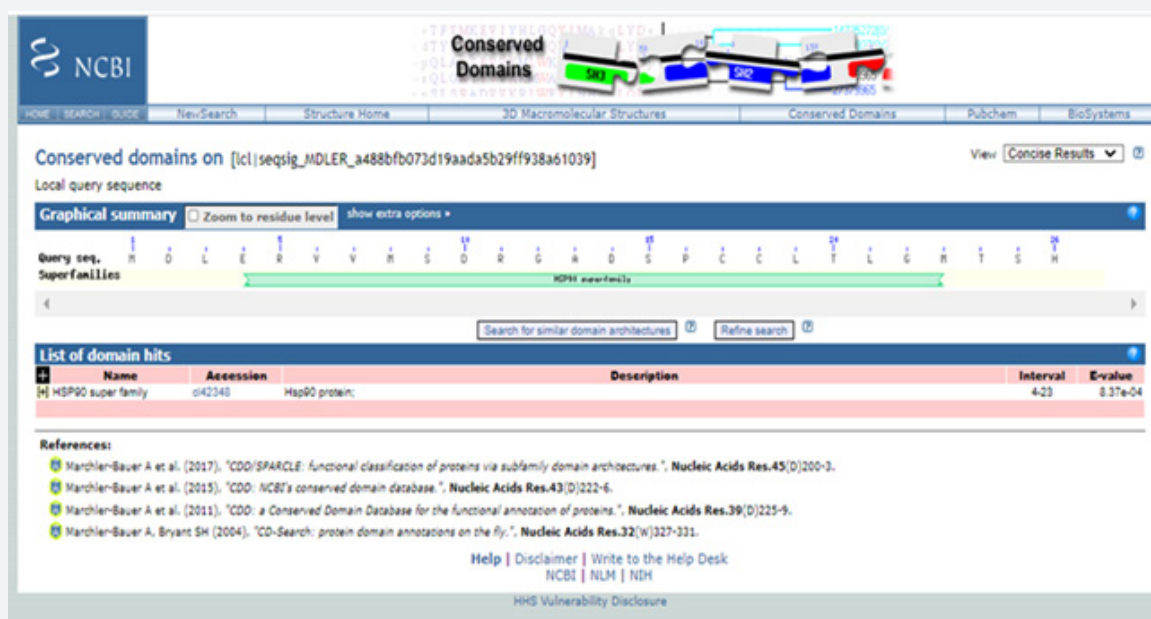 NCBI
Conserved
Domains
SH3
SH2
HOME SEARCH GUIDE NewSearch Structure Home 3D Macromolecular Structures Conserved Domains Pubchem BioSystems
Conserved domains on [lcl|seqsig_MDLER_a488bfb073d19aada5b29ff938a61039]
View Concise Results
Local query sequence
Graphical summary Zoom to residue level show extra options »
1 5 10 15 20 26
Query seq. M D L E R V V M S D R G A D S P C C L T L G M T S H
Superfamilies HSP90 superfamily
Search for similar domain architectures Refine search
List of domain hits
Name Accession Description Interval E-value
[+] HSP90 super family cl42348 Hsp90 protein; 4-23 8.37e-04
References:
Marchler-Bauer A et al. (2017), "CDD/SPARCLE: functional classification of proteins via subfamily domain architectures.", Nucleic Acids Res.45(D)200-3.
Marchler-Bauer A et al. (2015), "CDD: NCBI's conserved domain database.", Nucleic Acids Res.43(D)222-6.
Marchler-Bauer A et al. (2011), "CDD: a Conserved Domain Database for the functional annotation of proteins.", Nucleic Acids Res.39(D)225-9.
Marchler-Bauer A, Bryant SH (2004), "CD-Search: protein domain annotations on the fly.", Nucleic Acids Res.32(W)327-331.
Help | Disclaimer | Write to the Help Desk
NCBI | NLM | NIH
HHS Vulnerability Disclosure